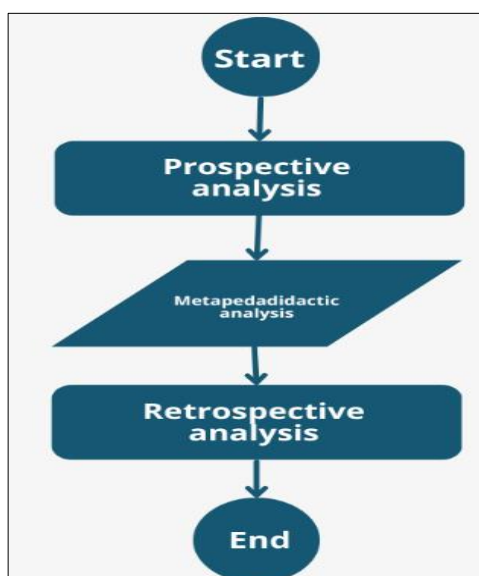 Start
Prospective
analysis
Metapedadidactic
analysis
Retrospective
analysis
End